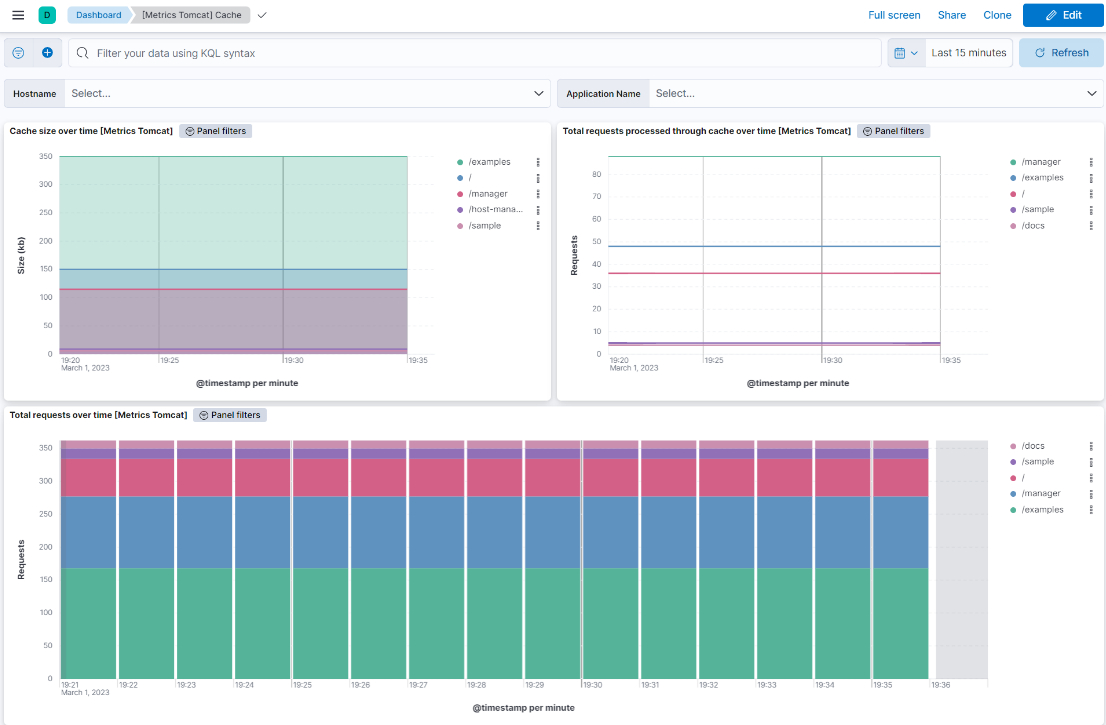 D Dashboard [Metrics Tomcat] Cache Full screen Share Clone Edit
Filter your data using KQL syntax Last 15 minutes Refresh
Hostname Select... Application Name Select...
Cache size over time [Metrics Tomcat] Panel filters
350
300
250
200
150
100
50
0
Size (kb)
19:20 19:25 19:30 19:35
March 1, 2023
@timestamp per minute
/examples
/
/manager
/host-mana...
/sample
Total requests processed through cache over time [Metrics Tomcat] Panel filters
80
70
60
50
40
30
20
10
0
Requests
19:20 19:25 19:30 19:35
March 1, 2023
@timestamp per minute
/manager
/examples
/
/sample
/docs
Total requests over time [Metrics Tomcat] Panel filters
350
300
250
200
150
100
50
0
Requests
19:21 19:22 19:23 19:24 19:25 19:26 19:27 19:28 19:29 19:30 19:31 19:32 19:33 19:34 19:35 19:36
March 1, 2023
@timestamp per minute
/docs
/sample
/
/manager
/examples